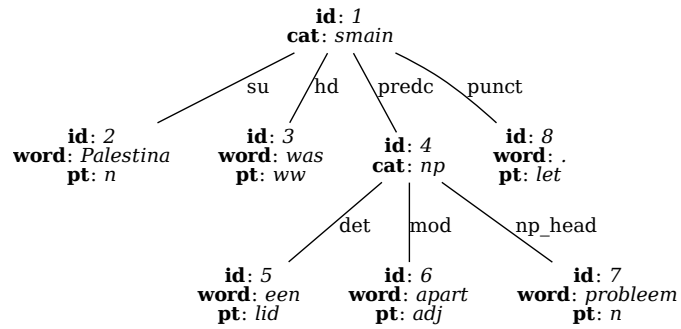 id: 1
cat: smain
su hd predc punct
id: 2
word: Palestina
pt: n
id: 3
word: was
pt: ww
id: 4
cat: np
id: 8
word: .
pt: let
det mod np_head
id: 5
word: een
pt: lid
id: 6
word: apart
pt: adj
id: 7
word: probleem
pt: n